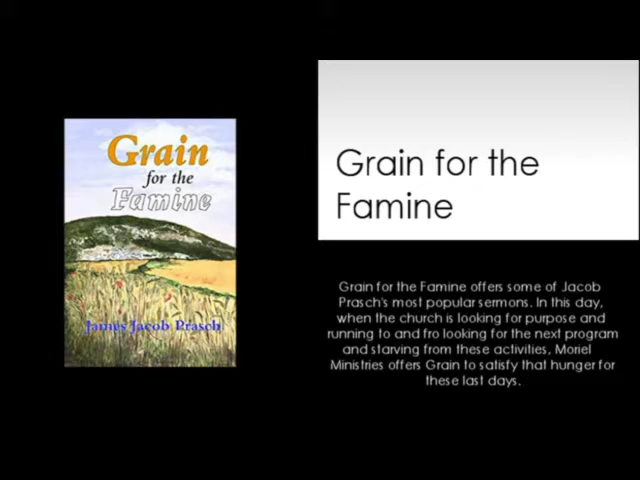 Grain
for the
Famine
James Jacob Prasch
Grain for the
Famine
Grain for the Famine offers some of Jacob
Prasch's most popular sermons. In this day,
when the church is looking for purpose and
running to and fro looking for the next program
and starving from these activities, Moriel
Ministries offers Grain to satisfy that hunger for
these last days.